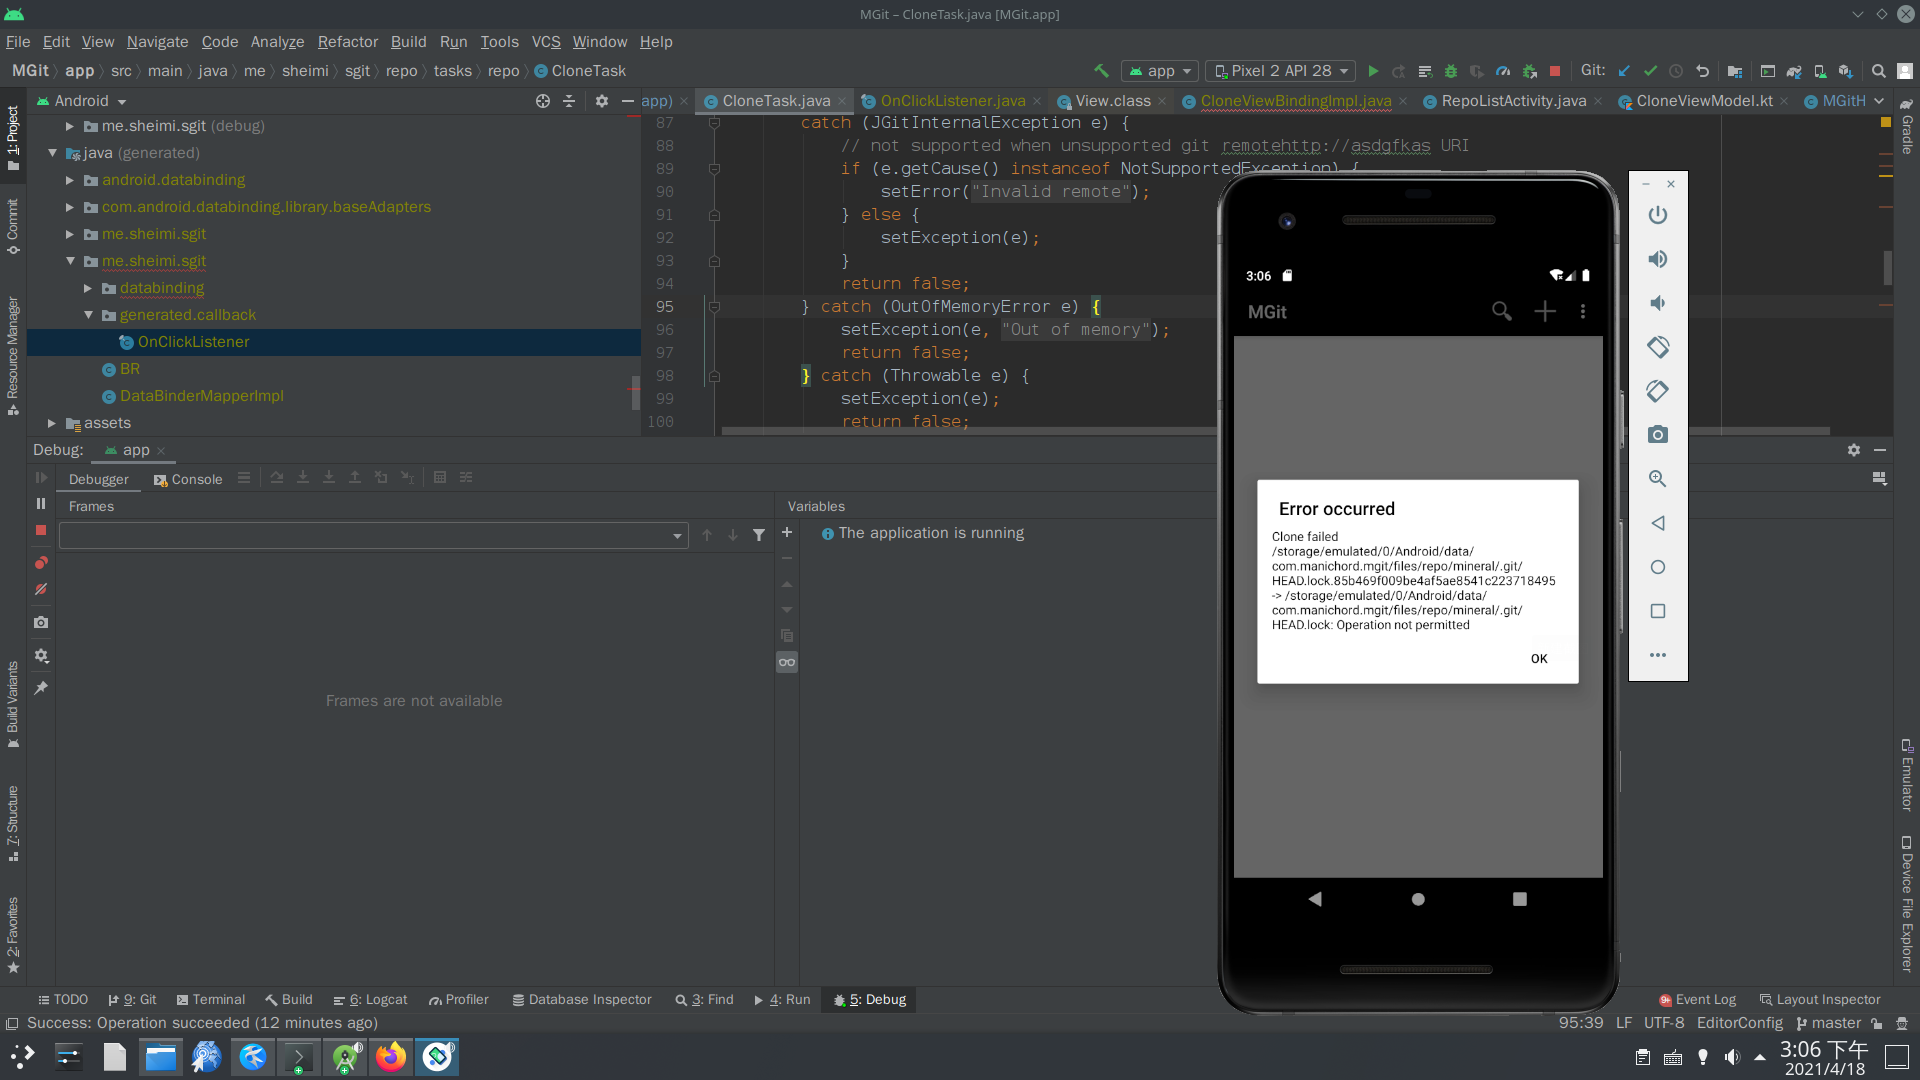 MGit – CloneTask.java [MGit.app]
File Edit View Navigate Code Analyze Refactor Build Run Tools VCS Window Help
MGit app src main java me sheimi sgit repo tasks repo CloneTask
app Pixel 2 API 28 Git:
Android
app) CloneTask.java OnClickListener.java View.class CloneViewBindingImpl.java RepoListActivity.java CloneViewModel.kt MGitH
1: Project
Commit
Resource Manager
Build Variants
7: Structure
2: Favorites
me.sheimi.sgit (debug)
java (generated)
android.databinding
com.android.databinding.library.baseAdapters
me.sheimi.sgit
me.sheimi.sgit
databinding
generated.callback
OnClickListener
BR
DataBinderMapperImpl
assets
87 catch (JGitInternalException e) {
88 // not supported when unsupported git remotehttp://asdgfkas URI
89 if (e.getCause() instanceof NotSupportedException) {
90 setError("Invalid remote");
91 } else {
92 setException(e);
93 }
94 return false;
95 } catch (OutOfMemoryError e) {
96 setException(e, "Out of memory");
97 return false;
98 } catch (Throwable e) {
99 setException(e);
100 return false;
Debug: app
Debugger Console
Frames
Frames are not available
Variables
The application is running
3:06
MGit
Error occurred
Clone failed
/storage/emulated/0/Android/data/
com.manichord.mgit/files/repo/mineral/.git/
HEAD.lock.85b469f009be4af5ae8541c223718495
-> /storage/emulated/0/Android/data/
com.manichord.mgit/files/repo/mineral/.git/
HEAD.lock: Operation not permitted
OK
Gradle
Emulator
Device File Explorer
TODO 9: Git Terminal Build 6: Logcat Profiler Database Inspector 3: Find 4: Run 5: Debug 9+ Event Log Layout Inspector
Success: Operation succeeded (12 minutes ago)
95:39 LF UTF-8 EditorConfig master
3:06 下午
2021/4/18